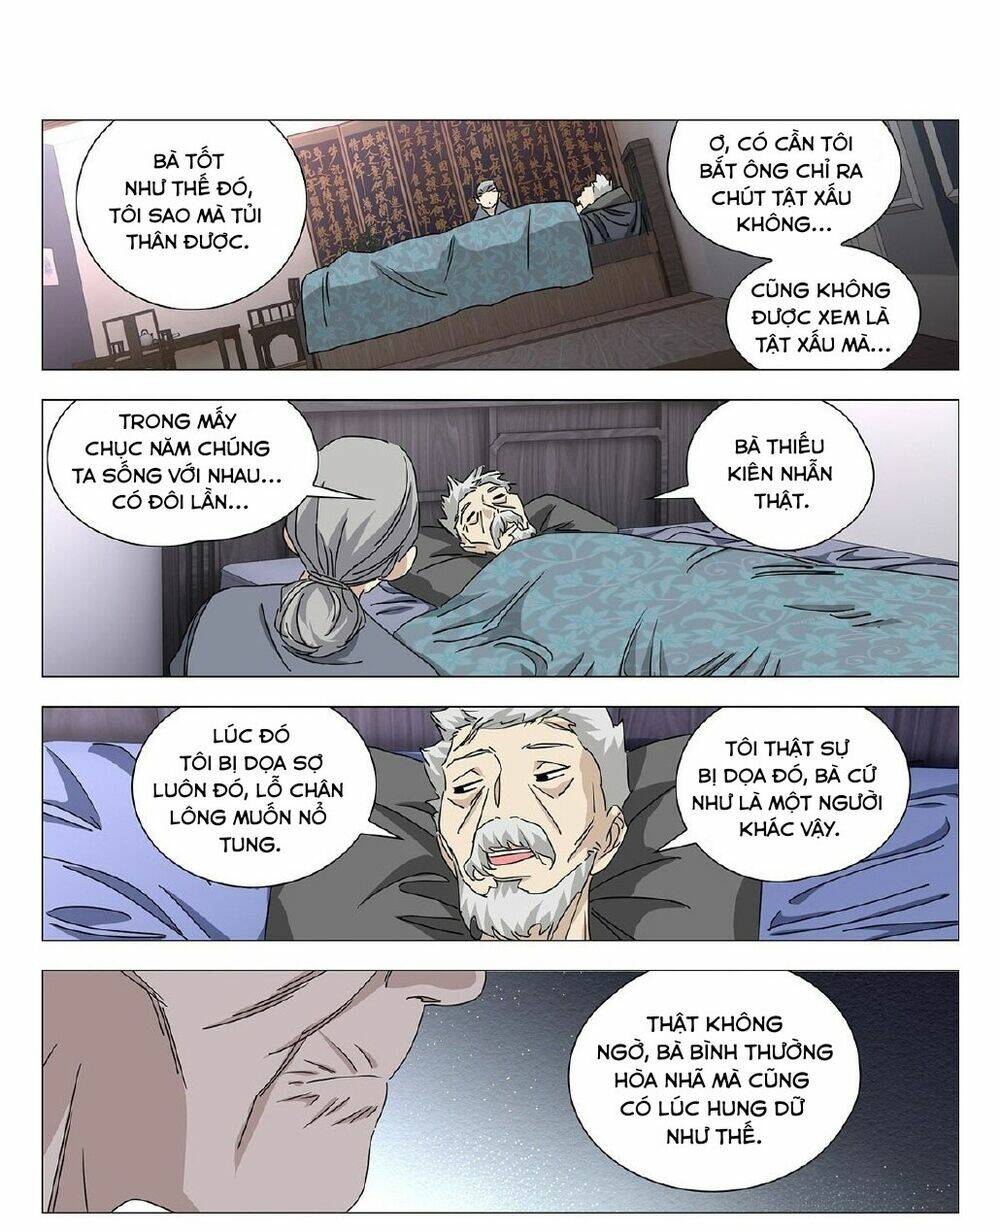 BÀ TỐT
NHƯ THẾ ĐÓ,
TÔI SAO MÀ TỦI
THÂN ĐƯỢC.
Ơ, CÓ CẦN TÔI
BẮT ÔNG CHỈ RA
CHÚT TẬT XẤU
KHÔNG...
CŨNG KHÔNG
ĐƯỢC XEM LÀ
TẬT XẤU MÀ...
TRONG MẤY
CHỤC NĂM CHÚNG
TA SỐNG VỚI NHAU...
CÓ ĐÔI LẦN...
BÀ THIẾU
KIÊN NHẪN
THẬT.
LÚC ĐÓ
TÔI BỊ DỌA SỢ
LUÔN ĐÓ, LỖ CHÂN
LÔNG MUỐN NỔ
TUNG.
TÔI THẬT SỰ
BỊ DỌA ĐÓ, BÀ CỨ
NHƯ LÀ MỘT NGƯỜI
KHÁC VẬY.
THẬT KHÔNG
NGỜ, BÀ BÌNH THƯỜNG
HÒA NHÃ MÀ CŨNG
CÓ LÚC HUNG DỮ
NHƯ THẾ.